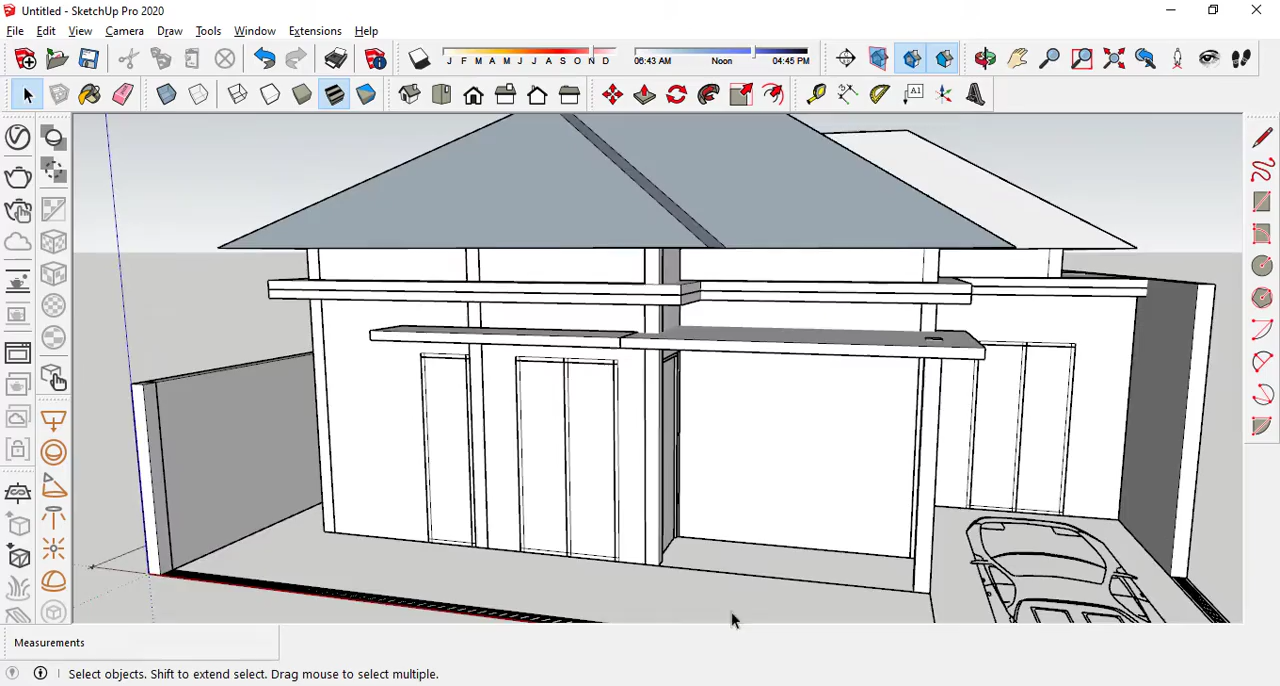 Untitled - SketchUp Pro 2020
File Edit View Camera Draw Tools Window Extensions Help
J F M A M J J A S O N D 06:43 AM Noon 04:45 PM
A1
Measurements
Select objects. Shift to extend select. Drag mouse to select multiple.